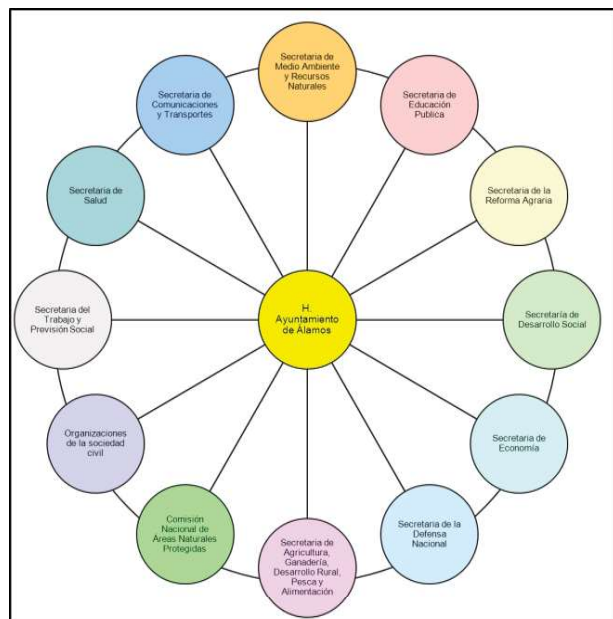 Secretaria de
Medio Ambiente
y Recursos
Naturales
Secretaria de
Educación
Publica
Secretaria de la
Reforma Agraria
Secretaría de
Desarrollo Social
Secretaria de
Economía
Secretaria de la
Defensa
Nacional
Secretaria de
Agricultura,
Ganadería,
Desarrollo Rural,
Pesca y
Alimentación
Comisión
Nacional de
Áreas Naturales
Protegidas
Organizaciones
de la sociedad
civil
Secretaria del
Trabajo y
Previsión Social
Secretaria de
Salud
Secretaria de
Comunicaciones
y Transportes
H.
Ayuntamiento
de Álamos